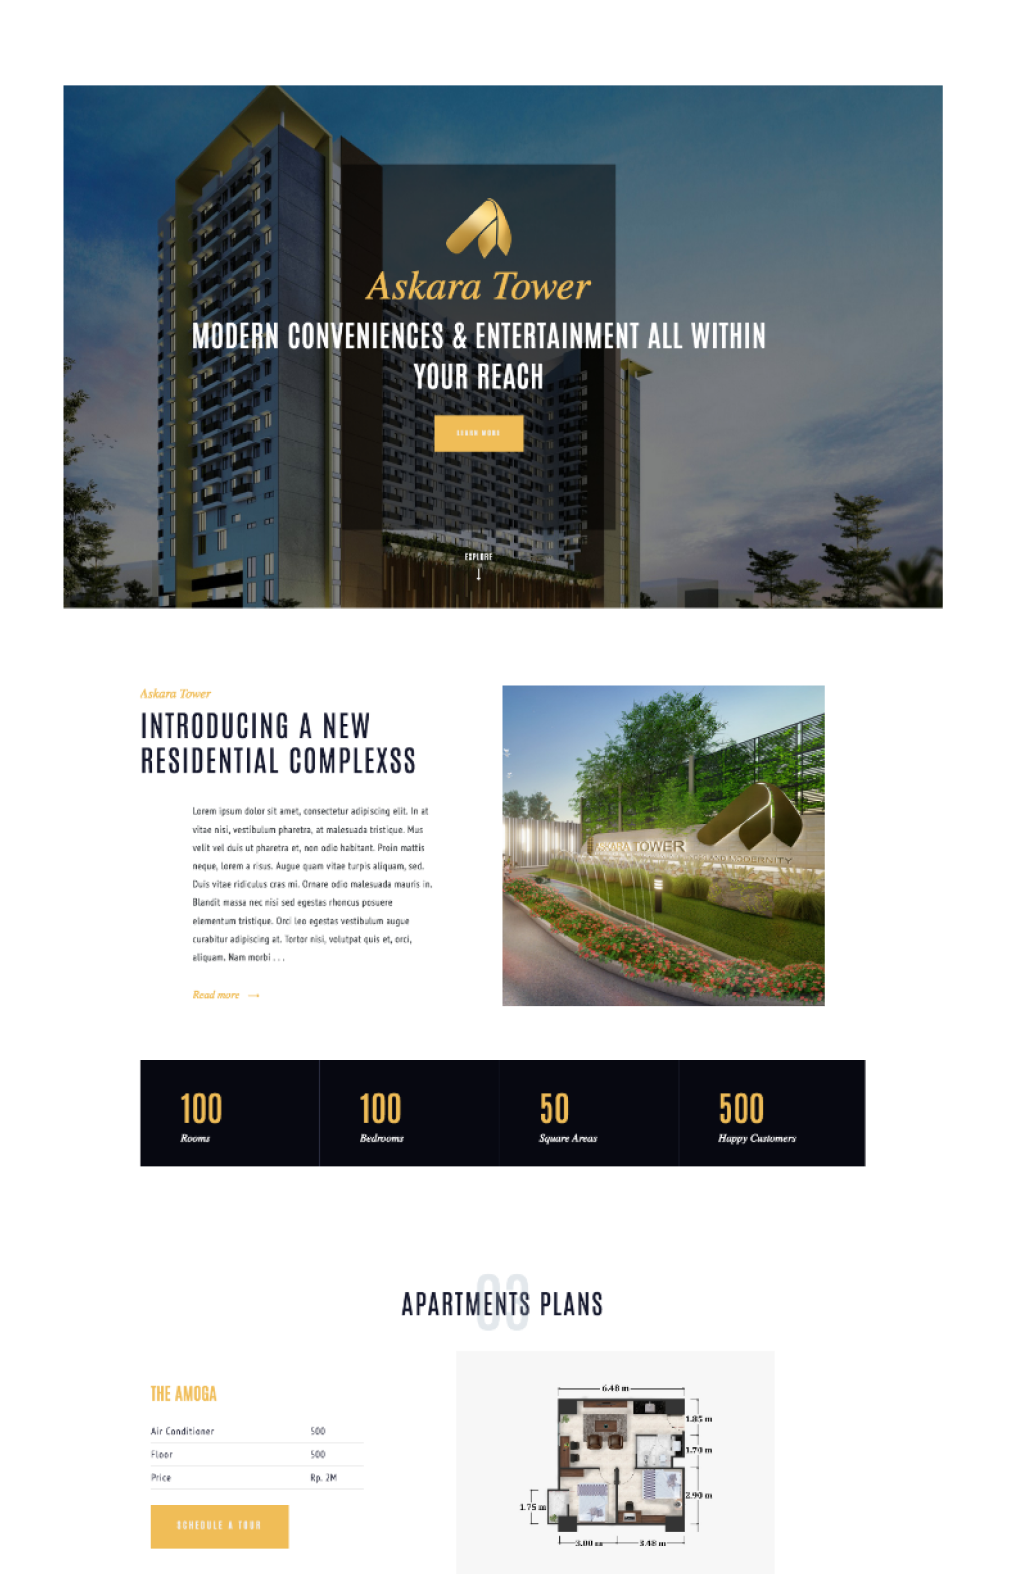 Askara Tower
MODERN CONVENIENCES & ENTERTAINMENT ALL WITHIN
YOUR REACH
LEARN MORE
EXPLORE
Askara Tower
INTRODUCING A NEW
RESIDENTIAL COMPLEXSS
Lorem ipsum dolor sit amet, consectetur adipiscing elit. In at
vitae nisi, vestibulum pharetra, at malesuada tristique. Mus
velit vel duis ut pharetra et, non odio habitant. Proin mattis
neque, lorem a risus. Augue quam vitae turpis aliquam, sed.
Duis vitae ridiculus cras mi. Ornare odio malesuada mauris in.
Blandit massa nec nisi sed egestas rhoncus posuere
elementum tristique. Orci leo egestas vestibulum augue
curabitur adipiscing at. Tortor nisi, volutpat quis et, orci,
aliquam. Nam morbi . . .
Read more →
ASKARA TOWER
AND MODERNITY
100
Rooms
100
Bedrooms
50
Square Areas
500
Happy Customers
03
APARTMENTS PLANS
THE AMOGA
Air Conditioner 500
Floor 500
Price Rp. 2M
SCHEDULE A TOUR
6.48 m
1.85 m
1.70 m
2.90 m
1.75 m
3.00 m
3.48 m